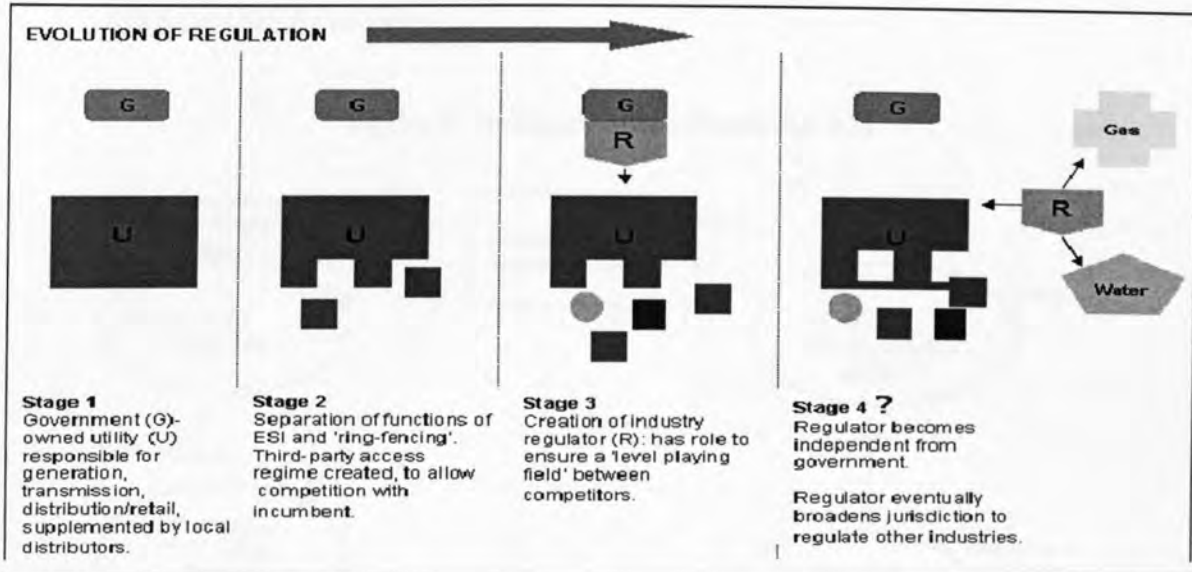 EVOLUTION OF REGULATION
G
U
Stage 1
Government (G)-
owned utility (U)
responsible for
generation,
transmission,
distribution/retail,
supplemented by local
distributors.
G
U
Stage 2
Separation of functions of
ESI and 'ring-fencing'.
Third-party access
regime created, to allow
competition with
incumbent.
G
R
U
Stage 3
Creation of industry
regulator (R): has role to
ensure a 'level playing
field' between
competitors.
G
U
R
Gas
Water
Stage 4 ?
Regulator becomes
independent from
government.
Regulator eventually
broadens jurisdiction to
regulate other industries.